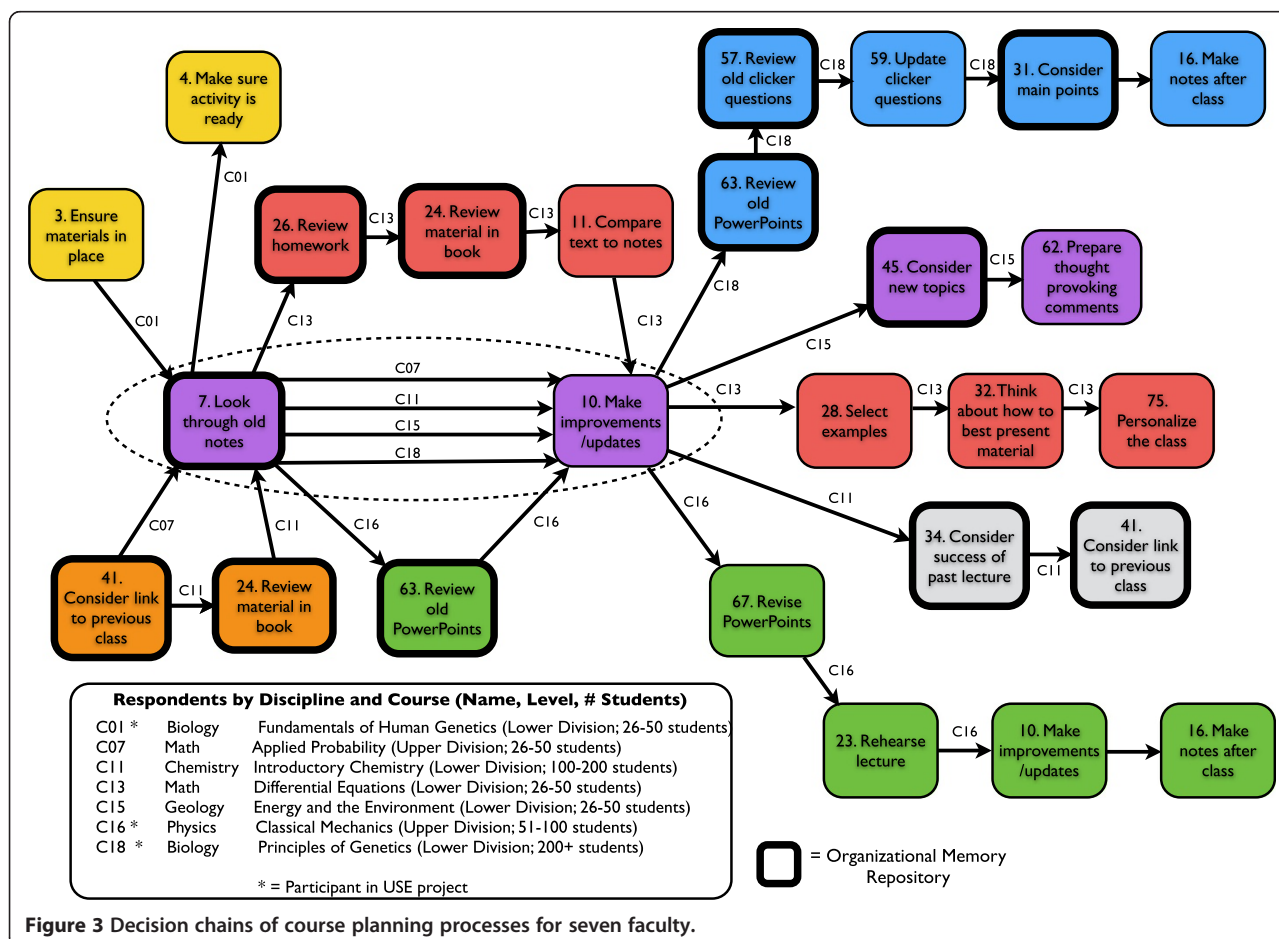 4. Make sure
activity is
ready
57. Review
old clicker
questions
C18
59. Update
clicker
questions
C18
31. Consider
main points
16. Make
notes after
class
C01
C18
3. Ensure
materials in
place
26. Review
homework
C13
24. Review
material in
book
C13
11. Compare
text to notes
63. Review
old
PowerPoints
45. Consider
new topics
C15
62. Prepare
thought
provoking
comments
C01
C13
C13
C18
C15
7. Look
through old
notes
C07
C11
C15
C18
10. Make
improvements
/updates
C13
28. Select
examples
C13
32. Think
about how to
best present
material
C13
75.
Personalize
the class
C07
C11
C16
C16
C16
C11
41.
Consider link
to previous
class
C11
24. Review
material in
book
63. Review
old
PowerPoints
34. Consider
success of
past lecture
C11
41.
Consider link
to previous
class
67. Revise
PowerPoints
C16
23. Rehearse
lecture
C16
10. Make
improvements
/updates
16. Make
notes after
class
Respondents by Discipline and Course (Name, Level, # Students)
C01 * Biology Fundamentals of Human Genetics (Lower Division; 26-50 students)
C07 Math Applied Probability (Upper Division; 26-50 students)
C11 Chemistry Introductory Chemistry (Lower Division; 100-200 students)
C13 Math Differential Equations (Lower Division; 26-50 students)
C15 Geology Energy and the Environment (Lower Division; 26-50 students)
C16 * Physics Classical Mechanics (Upper Division; 51-100 students)
C18 * Biology Principles of Genetics (Lower Division; 200+ students)
* = Participant in USE project
= Organizational Memory
Repository
Figure 3 Decision chains of course planning processes for seven faculty.